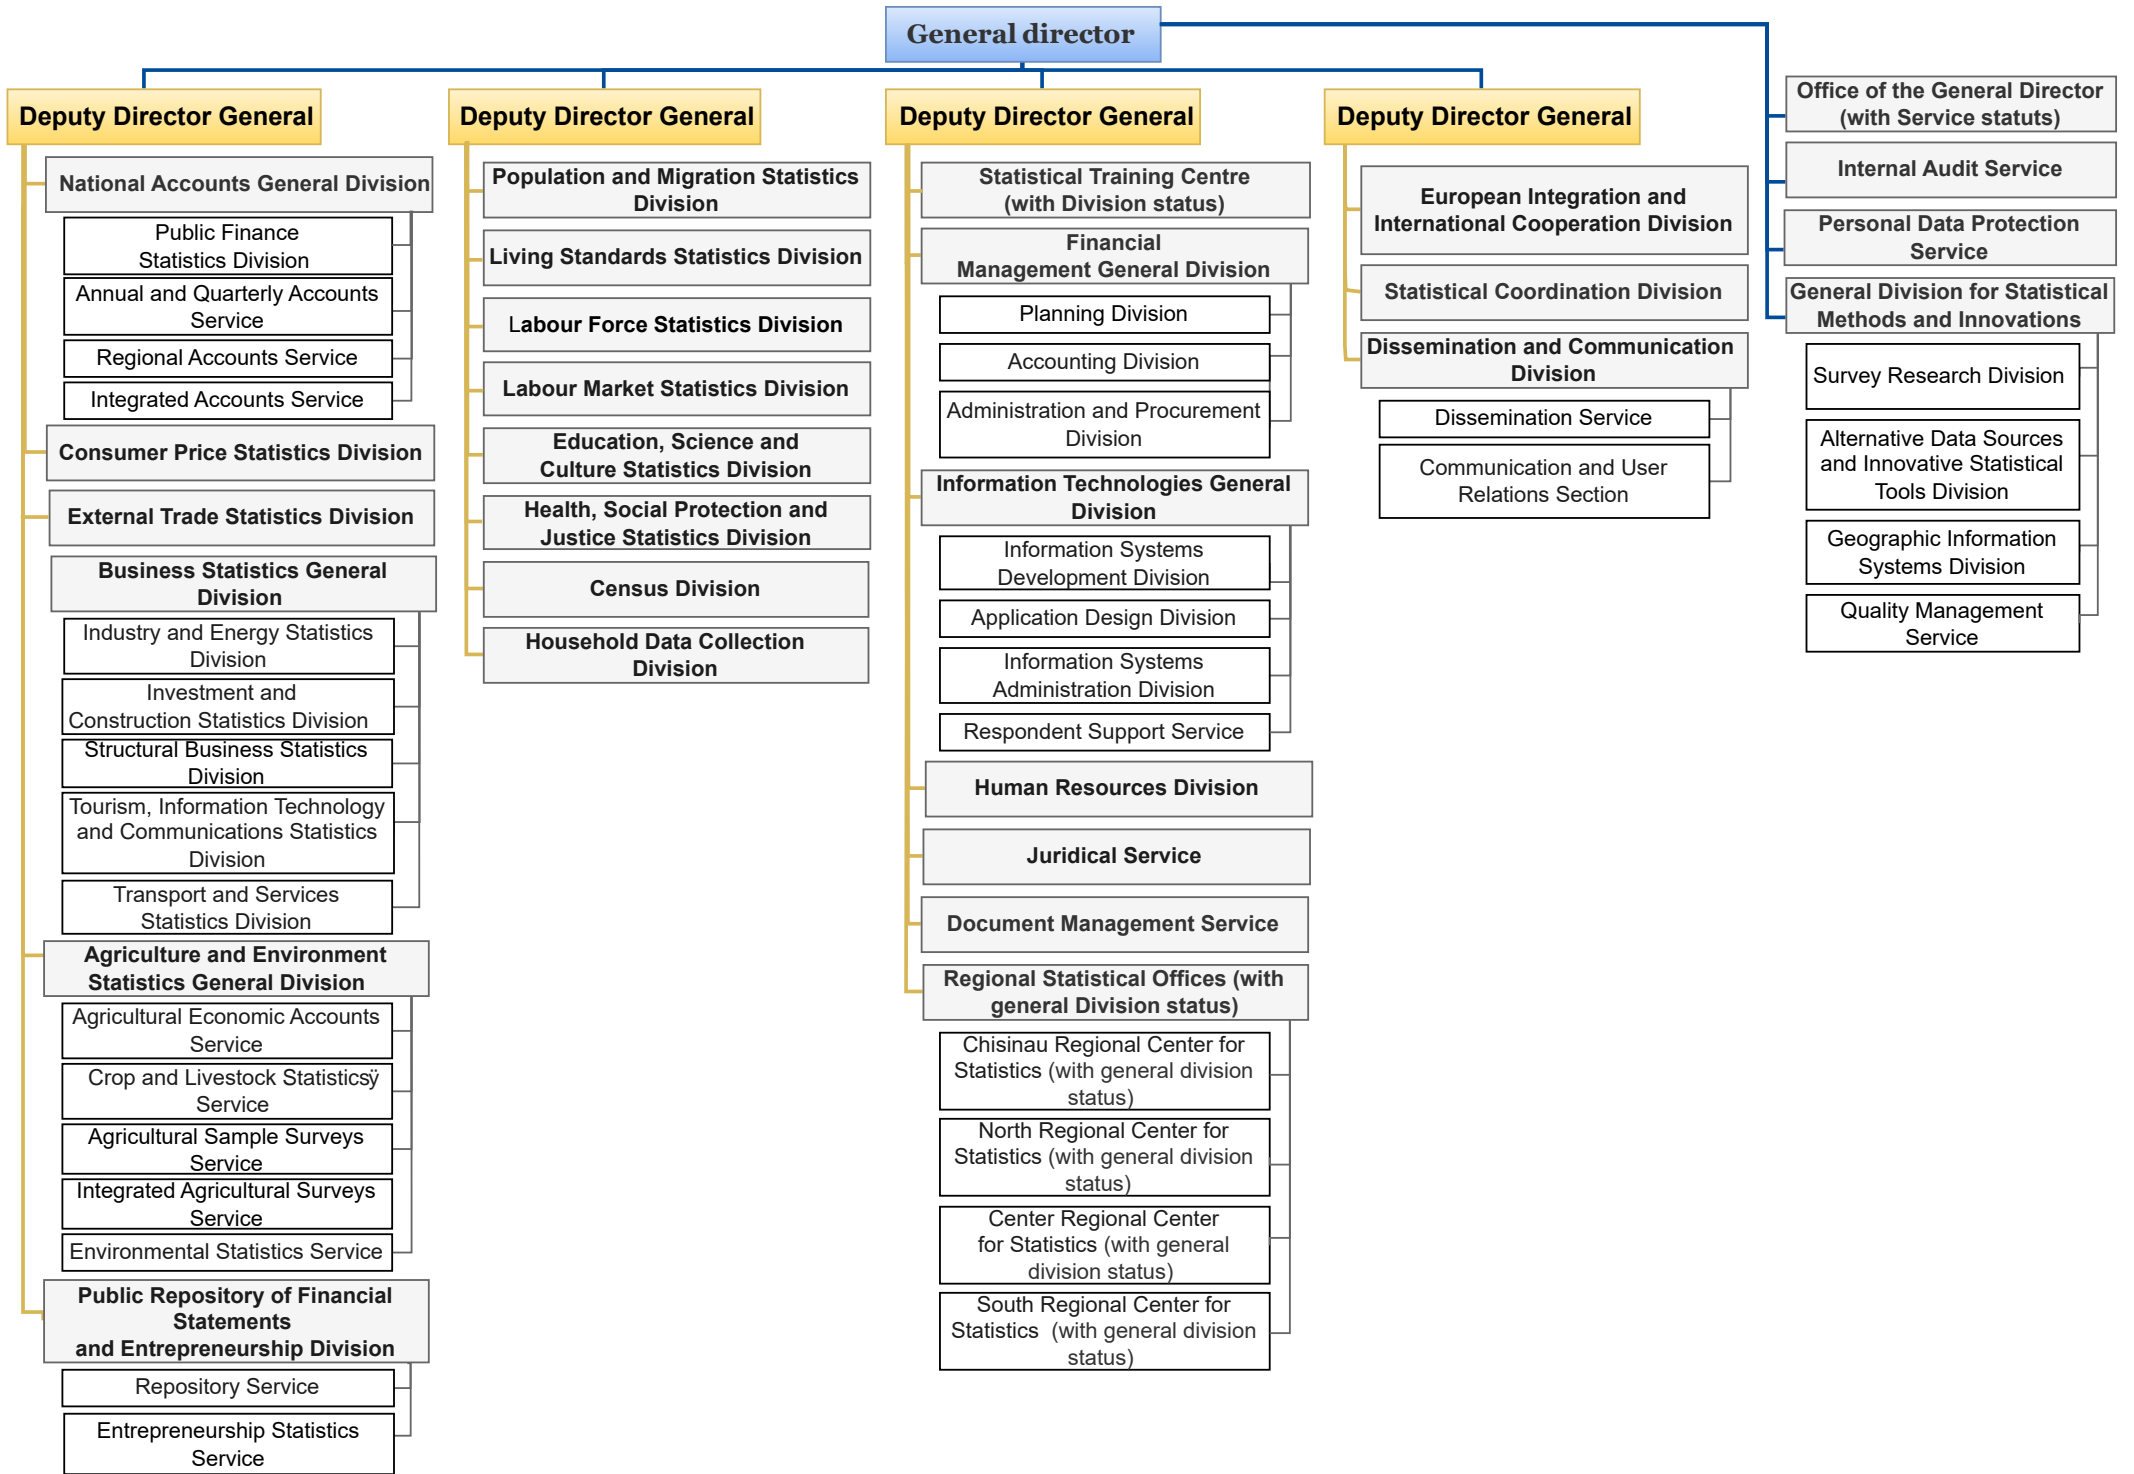 General director
Deputy Director General
National Accounts General Division
Public Finance
Statistics Division
Annual and Quarterly Accounts
Service
Regional Accounts Service
Integrated Accounts Service
Consumer Price Statistics Division
External Trade Statistics Division
Business Statistics General
Division
Industry and Energy Statistics
Division
Investment and
Construction Statistics Division
Structural Business Statistics
Division
Tourism, Information Technology
and Communications Statistics
Division
Transport and Services
Statistics Division
Agriculture and Environment
Statistics General Division
Agricultural Economic Accounts
Service
Crop and Livestock Statisticsÿ
Service
Agricultural Sample Surveys
Service
Integrated Agricultural Surveys
Service
Environmental Statistics Service
Public Repository of Financial
Statements
and Entrepreneurship Division
Repository Service
Entrepreneurship Statistics
Service
Deputy Director General
Population and Migration Statistics
Division
Living Standards Statistics Division
Labour Force Statistics Division
Labour Market Statistics Division
Education, Science and
Culture Statistics Division
Health, Social Protection and
Justice Statistics Division
Census Division
Household Data Collection
Division
Deputy Director General
Statistical Training Centre
(with Division status)
Financial
Management General Division
Planning Division
Accounting Division
Administration and Procurement
Division
Information Technologies General
Division
Information Systems
Development Division
Application Design Division
Information Systems
Administration Division
Respondent Support Service
Human Resources Division
Juridical Service
Document Management Service
Regional Statistical Offices (with
general Division status)
Chisinau Regional Center for
Statistics (with general division
status)
North Regional Center for
Statistics (with general division
status)
Center Regional Center
for Statistics (with general
division status)
South Regional Center for
Statistics (with general division
status)
Deputy Director General
European Integration and
International Cooperation Division
Statistical Coordination Division
Dissemination and Communication
Division
Dissemination Service
Communication and User
Relations Section
Office of the General Director
(with Service statuts)
Internal Audit Service
Personal Data Protection
Service
General Division for Statistical
Methods and Innovations
Survey Research Division
Alternative Data Sources
and Innovative Statistical
Tools Division
Geographic Information
Systems Division
Quality Management
Service